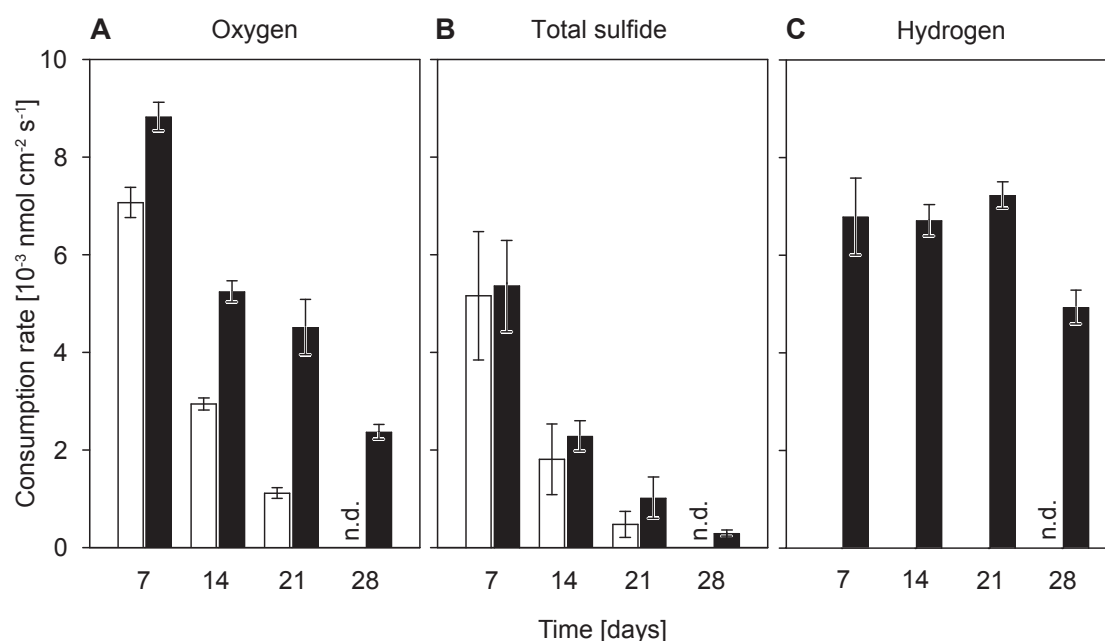 A Oxygen
B Total sulfide
C Hydrogen
Consumption rate [10⁻³ nmol cm⁻² s⁻¹]
10
8
6
4
2
0
n.d.
n.d.
n.d.
7 14 21 28
7 14 21 28
7 14 21 28
Time [days]